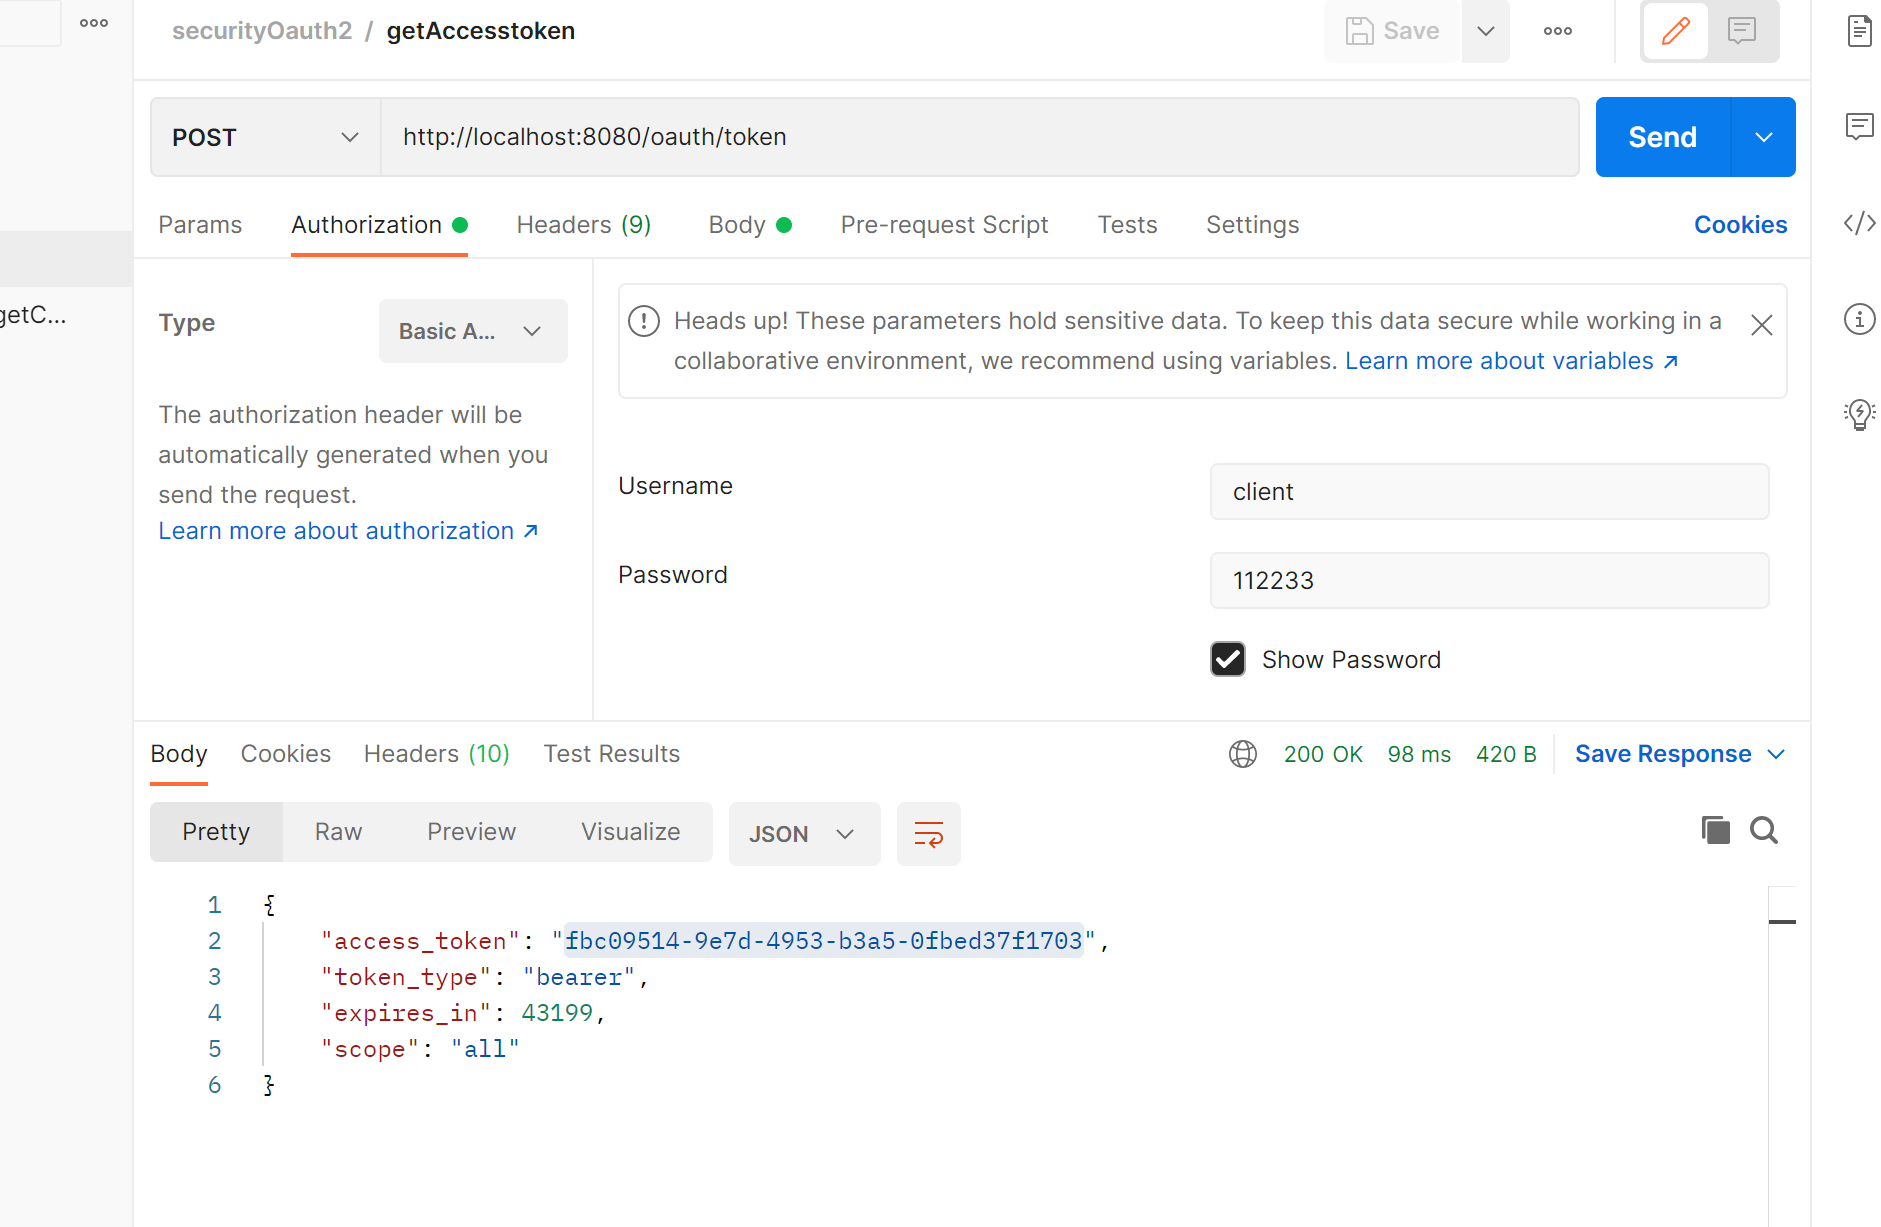 securityOauth2 / getAccesstoken
Save
POST
http://localhost:8080/oauth/token
Send
Params
Authorization
Headers (9)
Body
Pre-request Script
Tests
Settings
Cookies
getC...
Type
Basic A...
The authorization header will be
automatically generated when you
send the request.
Learn more about authorization ↗
Heads up! These parameters hold sensitive data. To keep this data secure while working in a
collaborative environment, we recommend using variables. Learn more about variables ↗
Username
client
Password
112233
Show Password
Body
Cookies
Headers (10)
Test Results
200 OK
98 ms
420 B
Save Response
Pretty
Raw
Preview
Visualize
JSON
1 {
2 "access_token": "fbc09514-9e7d-4953-b3a5-0fbed37f1703",
3 "token_type": "bearer",
4 "expires_in": 43199,
5 "scope": "all"
6 }